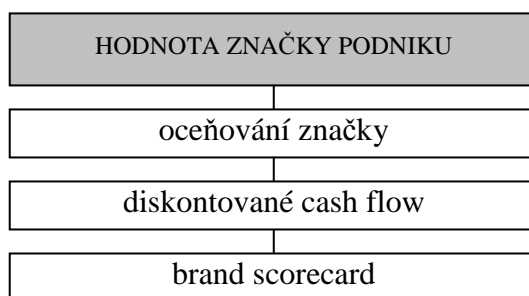 HODNOTA ZNAČKY PODNIKU
oceňování značky
diskontované cash flow
brand scorecard